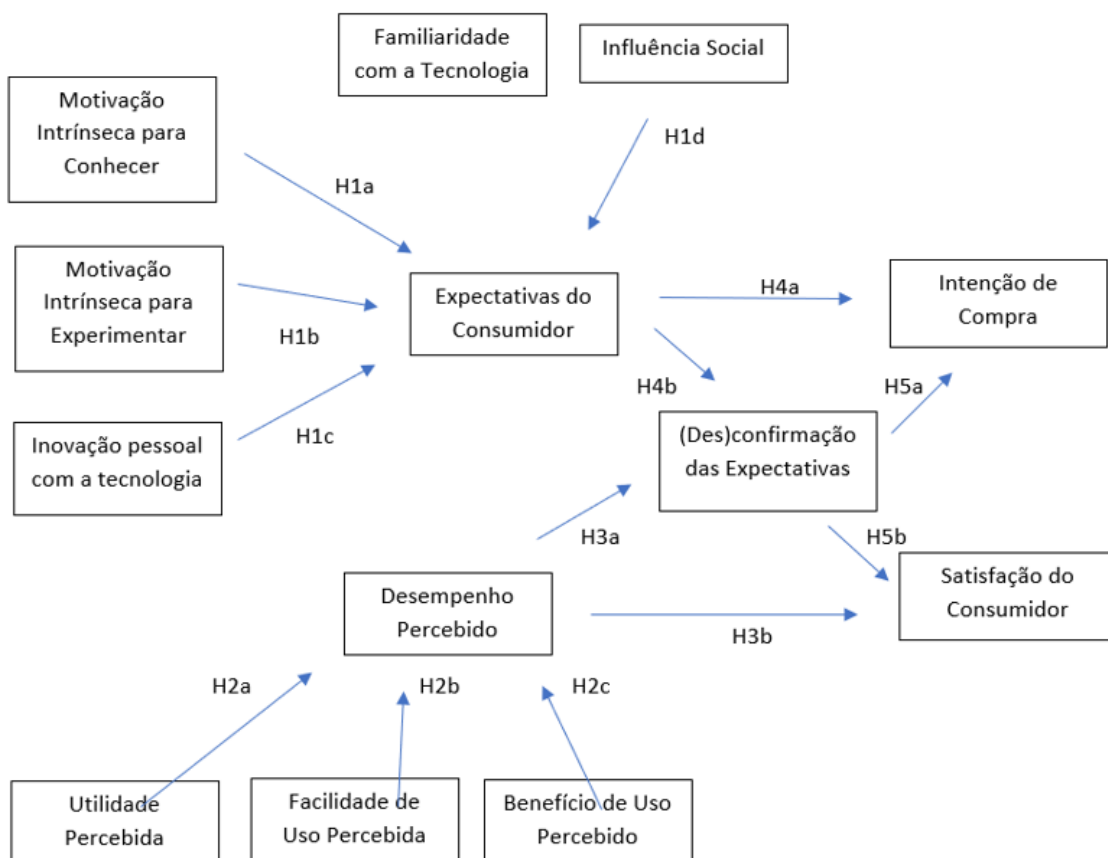 Familiaridade
com a Tecnologia
Influência Social
Motivação
Intrínseca para
Conhecer
H1d
H1a
Motivação
Intrínseca para
Experimentar
Expectativas do
Consumidor
H4a
Intenção de
Compra
H1b
H4b
H5a
Inovação pessoal
com a tecnologia
H1c
(Des)confirmação
das Expectativas
H3a
H5b
Desempenho
Percebido
Satisfação do
Consumidor
H3b
H2a
H2b
H2c
Utilidade
Percebida
Facilidade de
Uso Percebida
Benefício de Uso
Percebido